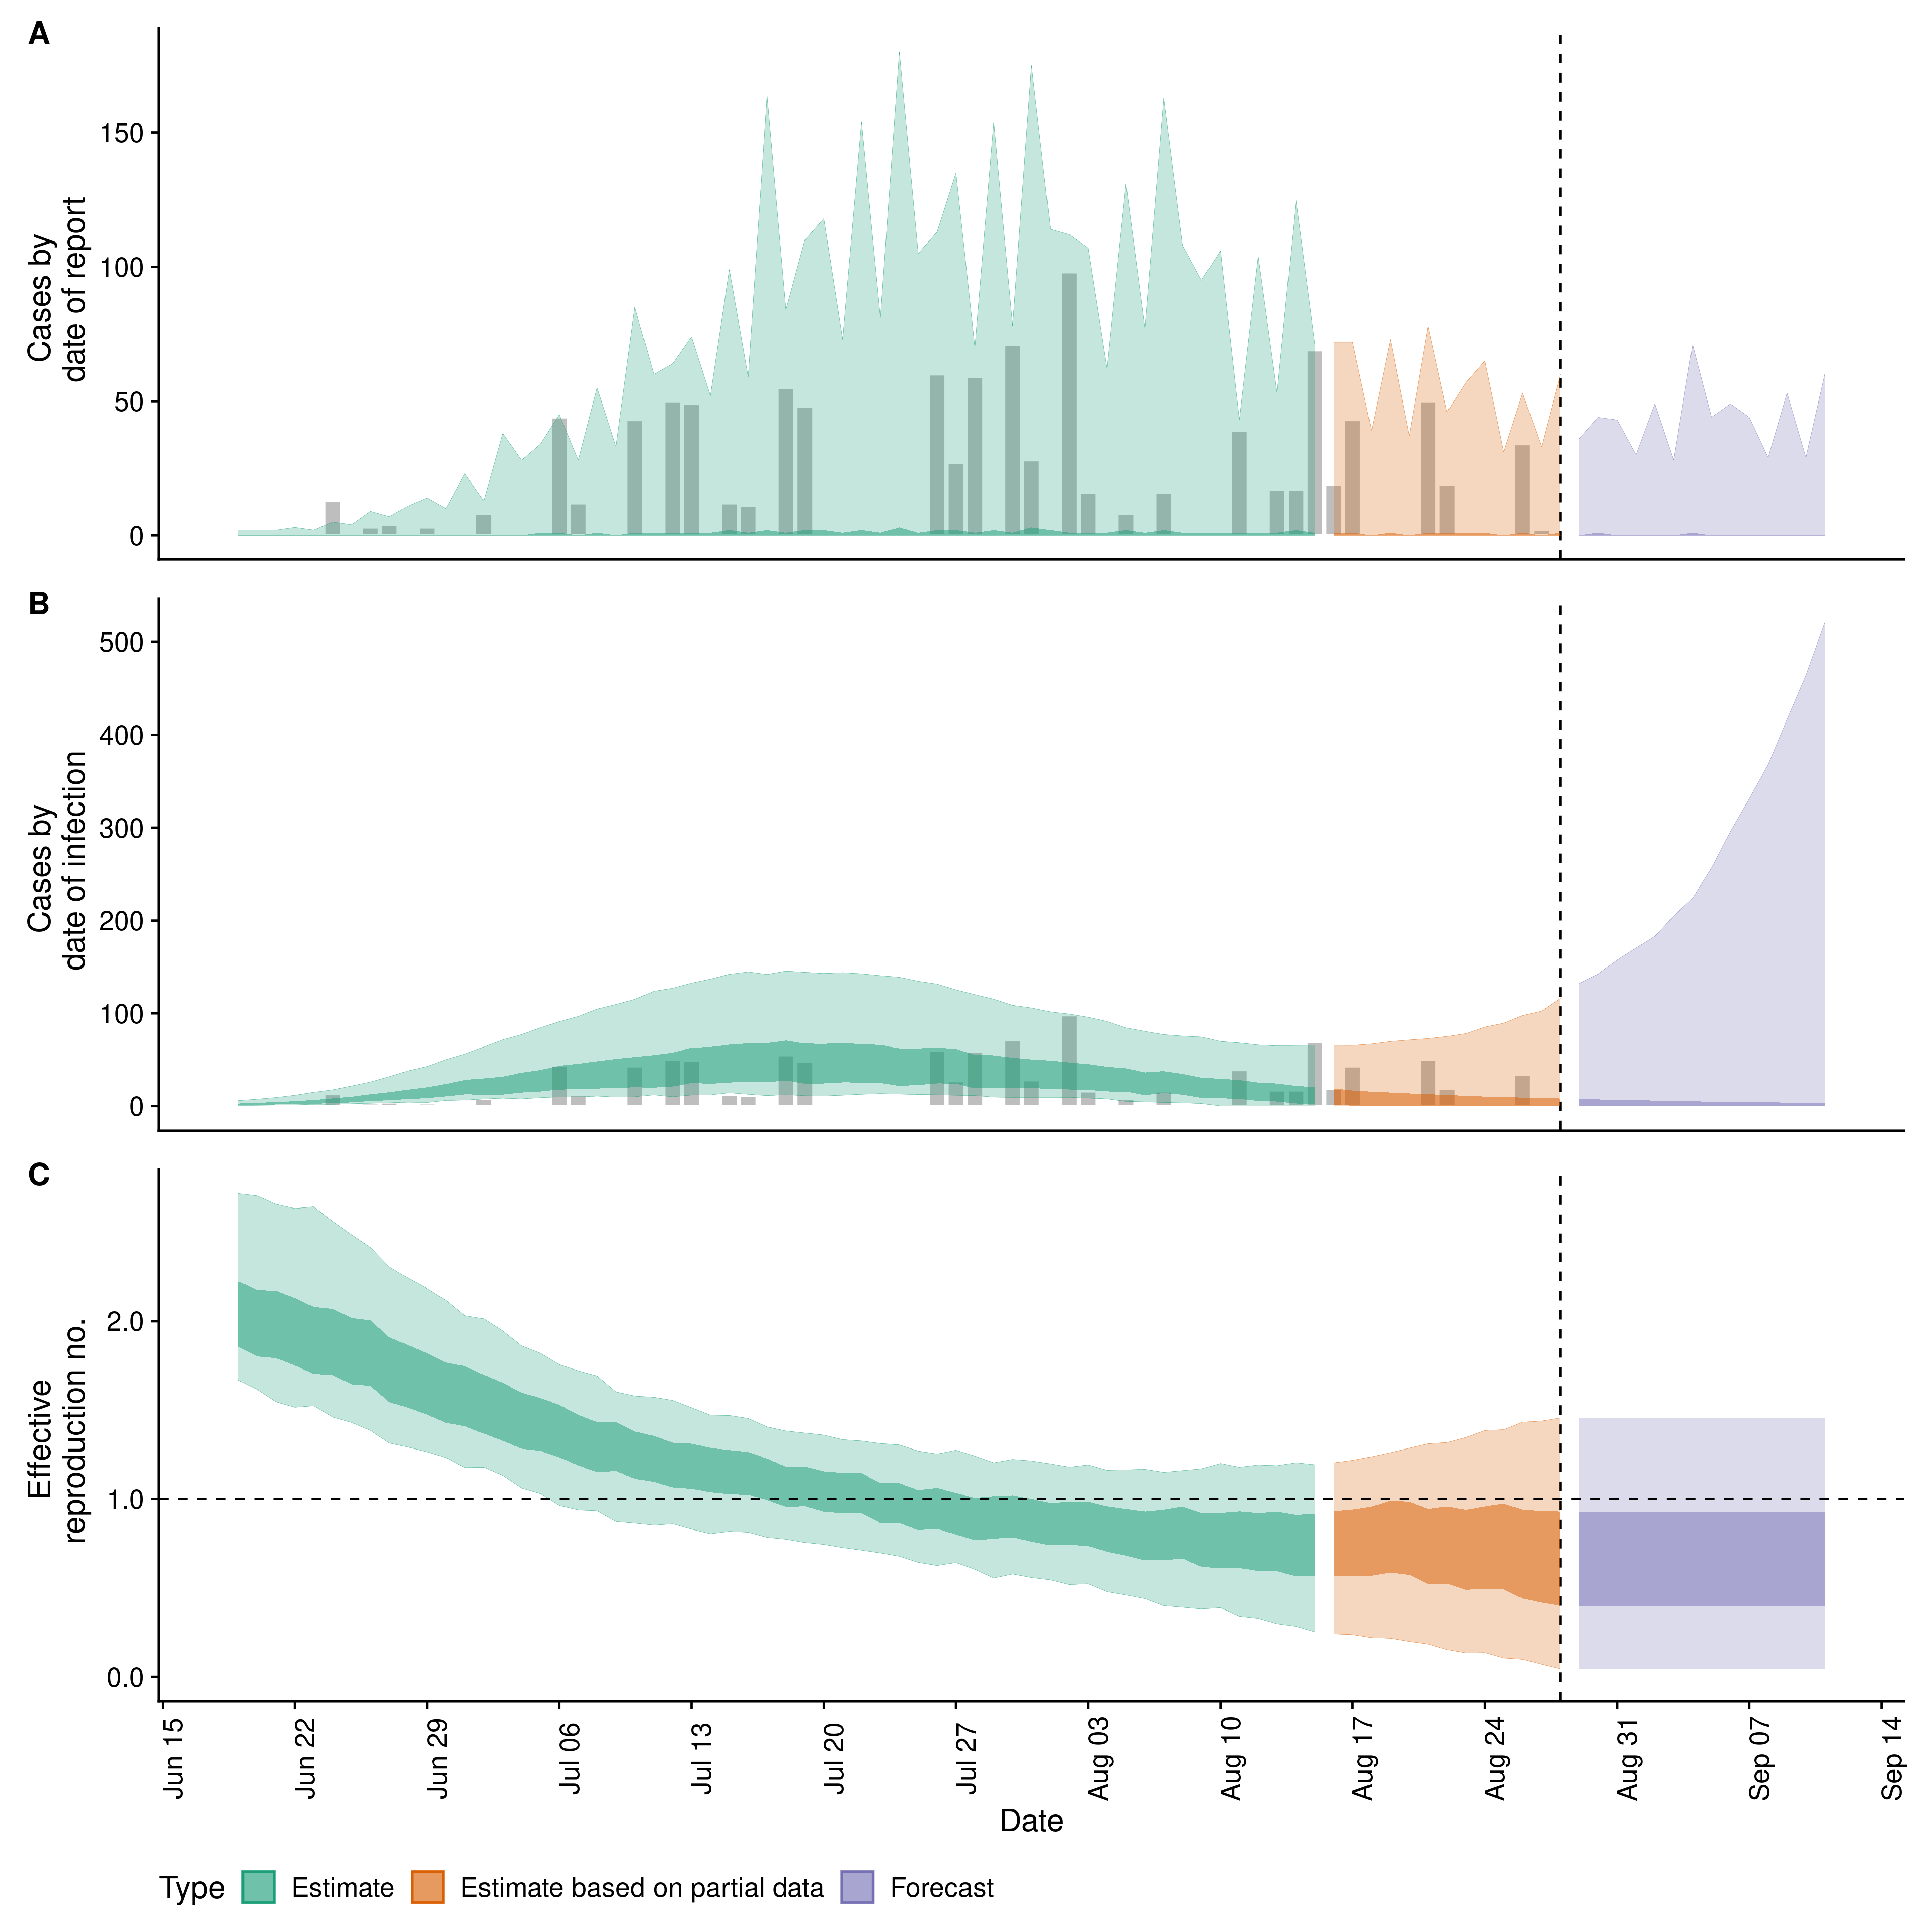 A
Cases by
date of report
150
100
50
0
B
Cases by
date of infection
500
400
300
200
100
0
C
Effective
reproduction no.
2.0
1.0
0.0
Jun 15
Jun 22
Jun 29
Jul 06
Jul 13
Jul 20
Jul 27
Aug 03
Aug 10
Aug 17
Aug 24
Aug 31
Sep 07
Sep 14
Date
Type Estimate Estimate based on partial data Forecast